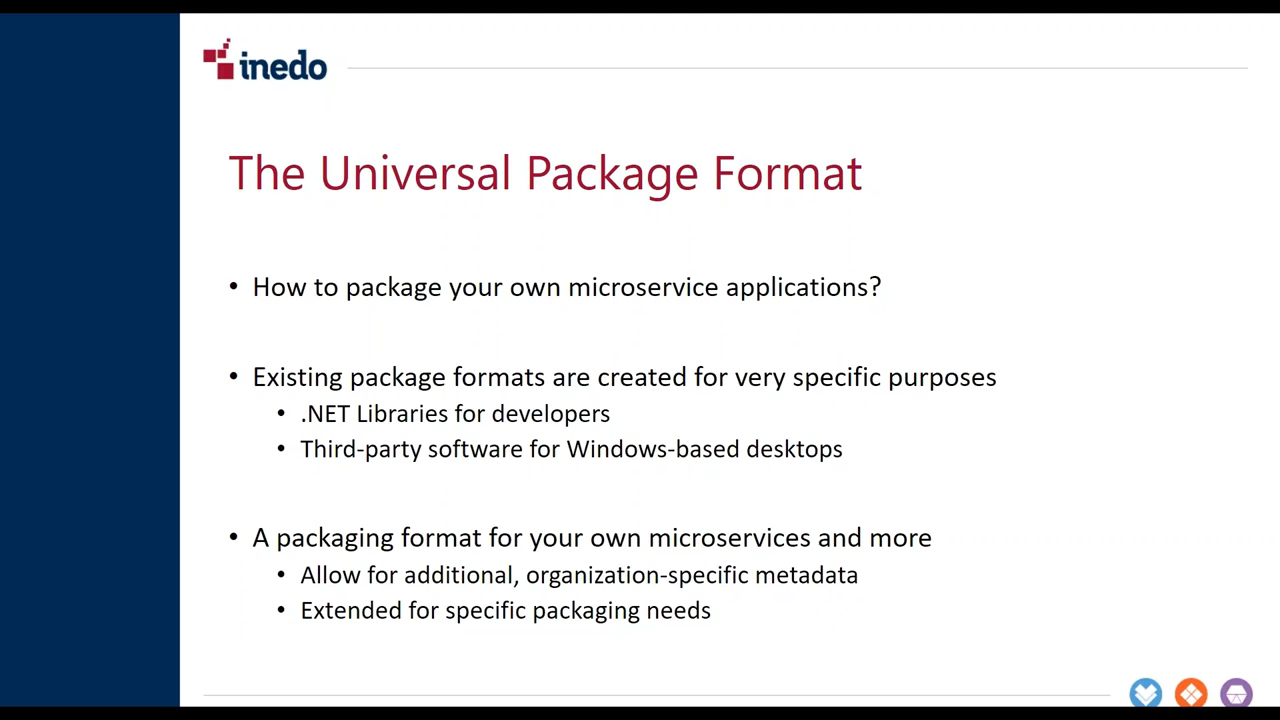 inedo
The Universal Package Format
• How to package your own microservice applications?
• Existing package formats are created for very specific purposes
• .NET Libraries for developers
• Third-party software for Windows-based desktops
• A packaging format for your own microservices and more
• Allow for additional, organization-specific metadata
• Extended for specific packaging needs